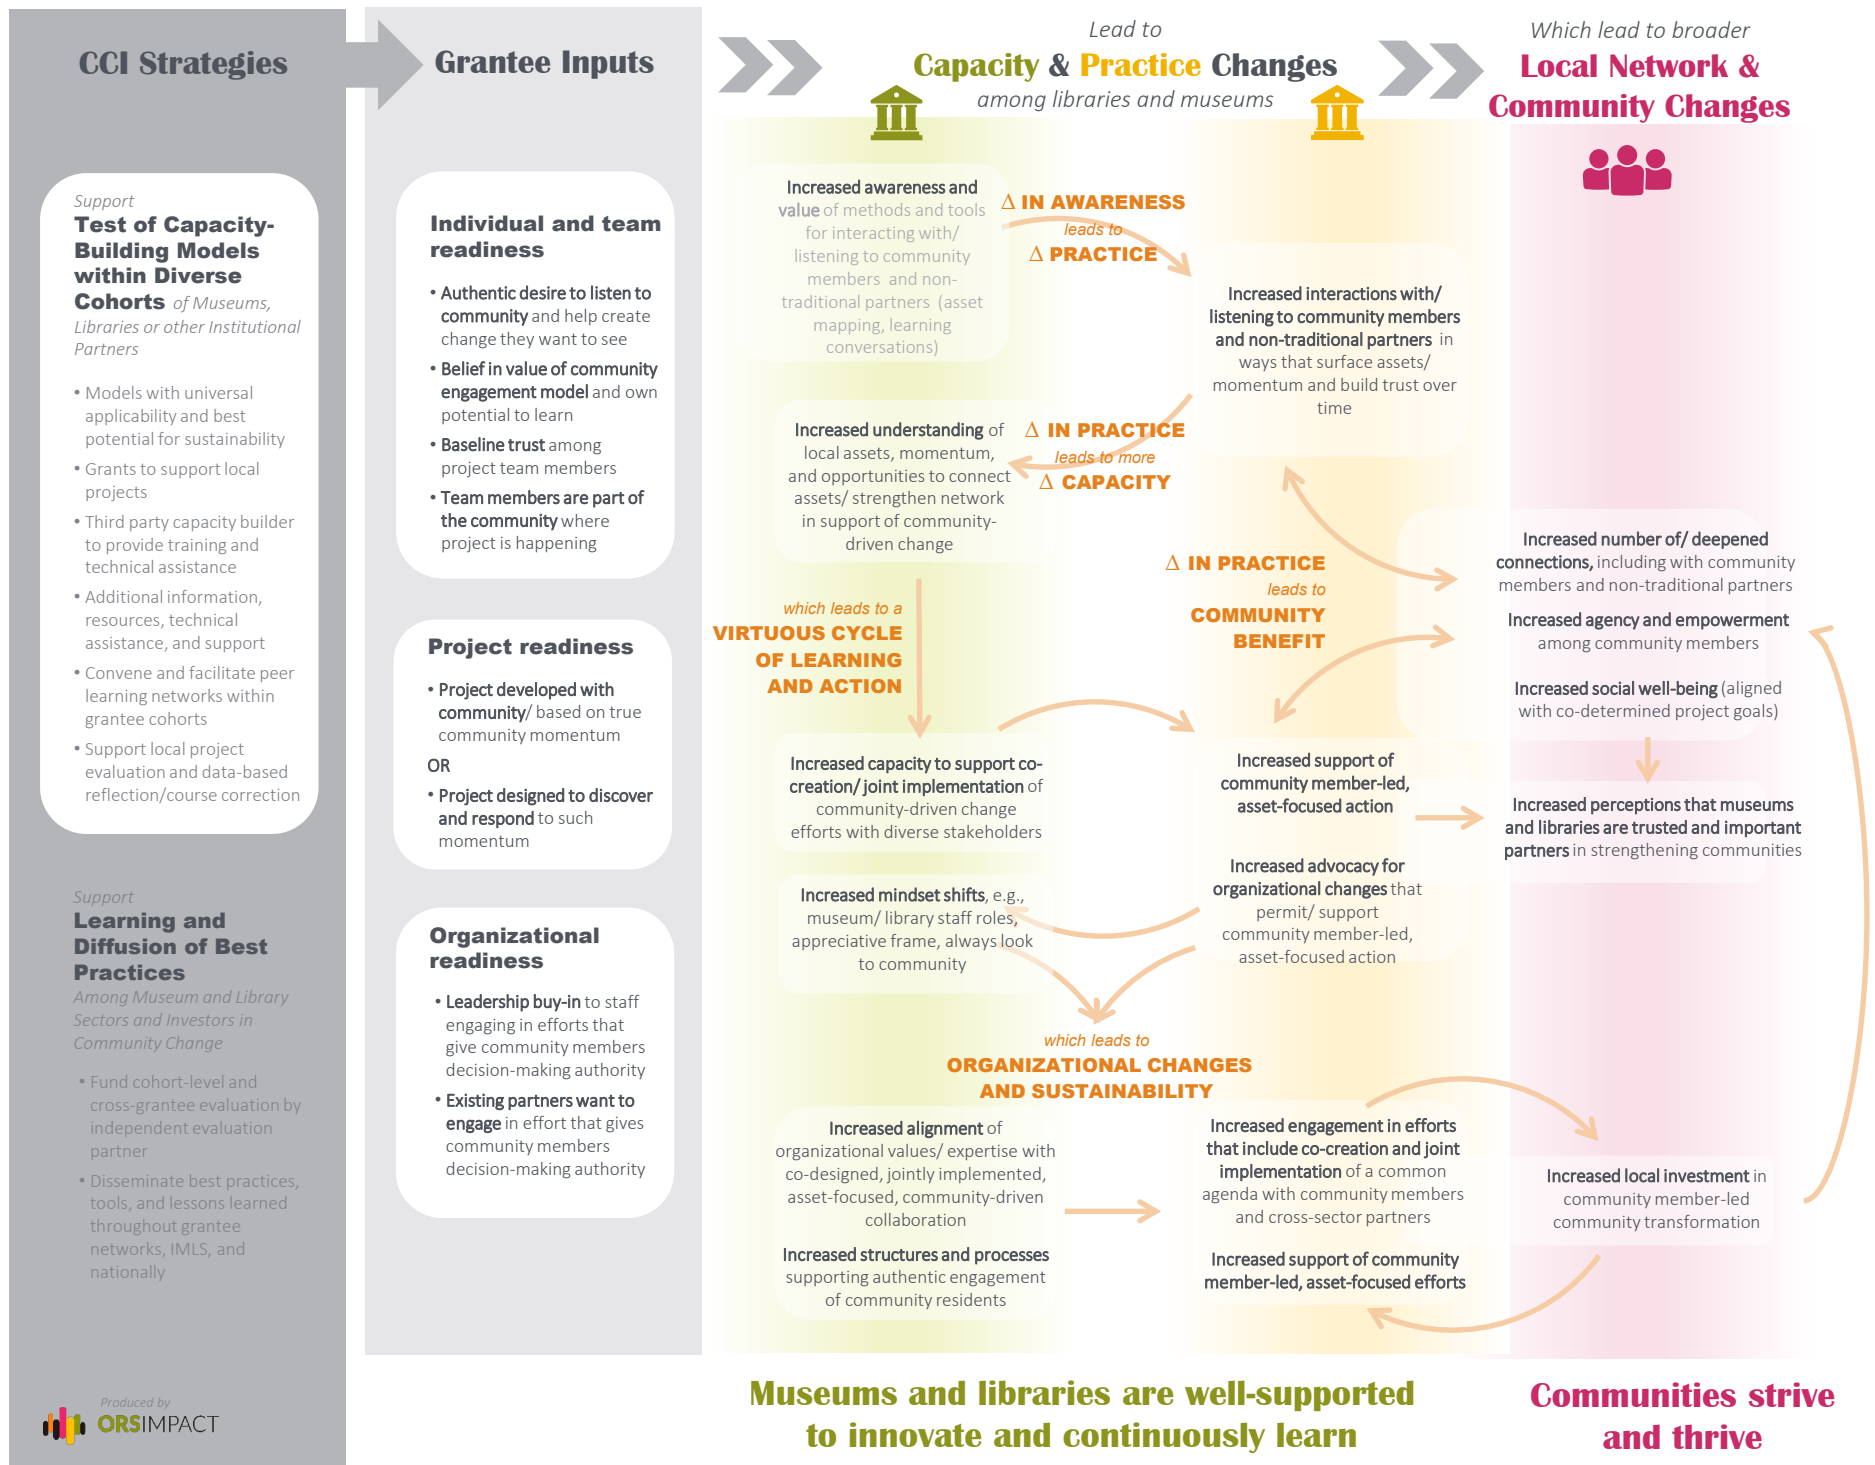 CCI Strategies
Support
Test of Capacity-
Building Models
within Diverse
Cohorts of Museums,
Libraries or other Institutional
Partners
• Models with universal
applicability and best
potential for sustainability
• Grants to support local
projects
• Third party capacity builder
to provide training and
technical assistance
• Additional information,
resources, technical
assistance, and support
• Convene and facilitate peer
learning networks within
grantee cohorts
• Support local project
evaluation and data-based
reflection/course correction
Support
Learning and
Diffusion of Best
Practices
Among Museum and Library
Sectors and Investors in
Community Change
• Fund cohort-level and
cross-grantee evaluation by
independent evaluation
partner
• Disseminate best practices,
tools, and lessons learned
throughout grantee
networks, IMLS, and
nationally
Produced by
ORSIMPACT
Grantee Inputs
Individual and team
readiness
• Authentic desire to listen to
community and help create
change they want to see
• Belief in value of community
engagement model and own
potential to learn
• Baseline trust among
project team members
• Team members are part of
the community where
project is happening
Project readiness
• Project developed with
community/ based on true
community momentum
OR
• Project designed to discover
and respond to such
momentum
Organizational
readiness
• Leadership buy-in to staff
engaging in efforts that
give community members
decision-making authority
• Existing partners want to
engage in effort that gives
community members
decision-making authority
Lead to
Capacity & Practice Changes
among libraries and museums
Increased awareness and
value of methods and tools
for interacting with/
listening to community
members and non-
traditional partners (asset
mapping, learning
conversations)
Δ IN AWARENESS
leads to
Δ PRACTICE
Increased interactions with/
listening to community members
and non-traditional partners in
ways that surface assets/
momentum and build trust over
time
Increased understanding of
local assets, momentum,
and opportunities to connect
assets/ strengthen network
in support of community-
driven change
Δ IN PRACTICE
leads to more
Δ CAPACITY
Δ IN PRACTICE
leads to
COMMUNITY
BENEFIT
which leads to a
VIRTUOUS CYCLE
OF LEARNING
AND ACTION
Increased capacity to support co-
creation/ joint implementation of
community-driven change
efforts with diverse stakeholders
Increased mindset shifts, e.g.,
museum/ library staff roles,
appreciative frame, always look
to community
Increased support of
community member-led,
asset-focused action
Increased advocacy for
organizational changes that
permit/ support
community member-led,
asset-focused action
which leads to
ORGANIZATIONAL CHANGES
AND SUSTAINABILITY
Increased alignment of
organizational values/ expertise with
co-designed, jointly implemented,
asset-focused, community-driven
collaboration
Increased structures and processes
supporting authentic engagement
of community residents
Increased engagement in efforts
that include co-creation and joint
implementation of a common
agenda with community members
and cross-sector partners
Increased support of community
member-led, asset-focused efforts
Museums and libraries are well-supported
to innovate and continuously learn
Which lead to broader
Local Network &
Community Changes
Increased number of/ deepened
connections, including with community
members and non-traditional partners
Increased agency and empowerment
among community members
Increased social well-being (aligned
with co-determined project goals)
Increased perceptions that museums
and libraries are trusted and important
partners in strengthening communities
Increased local investment in
community member-led
community transformation
Communities strive
and thrive